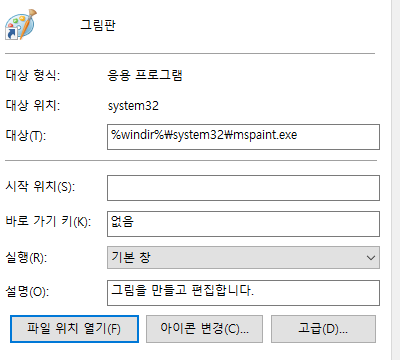 그림판
대상 형식: 응용 프로그램
대상 위치: system32
대상(T): %windir%₩system32₩mspaint.exe
시작 위치(S):
바로 가기 키(K): 없음
실행(R): 기본 창
설명(O): 그림을 만들고 편집합니다.
파일 위치 열기(F) 아이콘 변경(C)... 고급(D)...